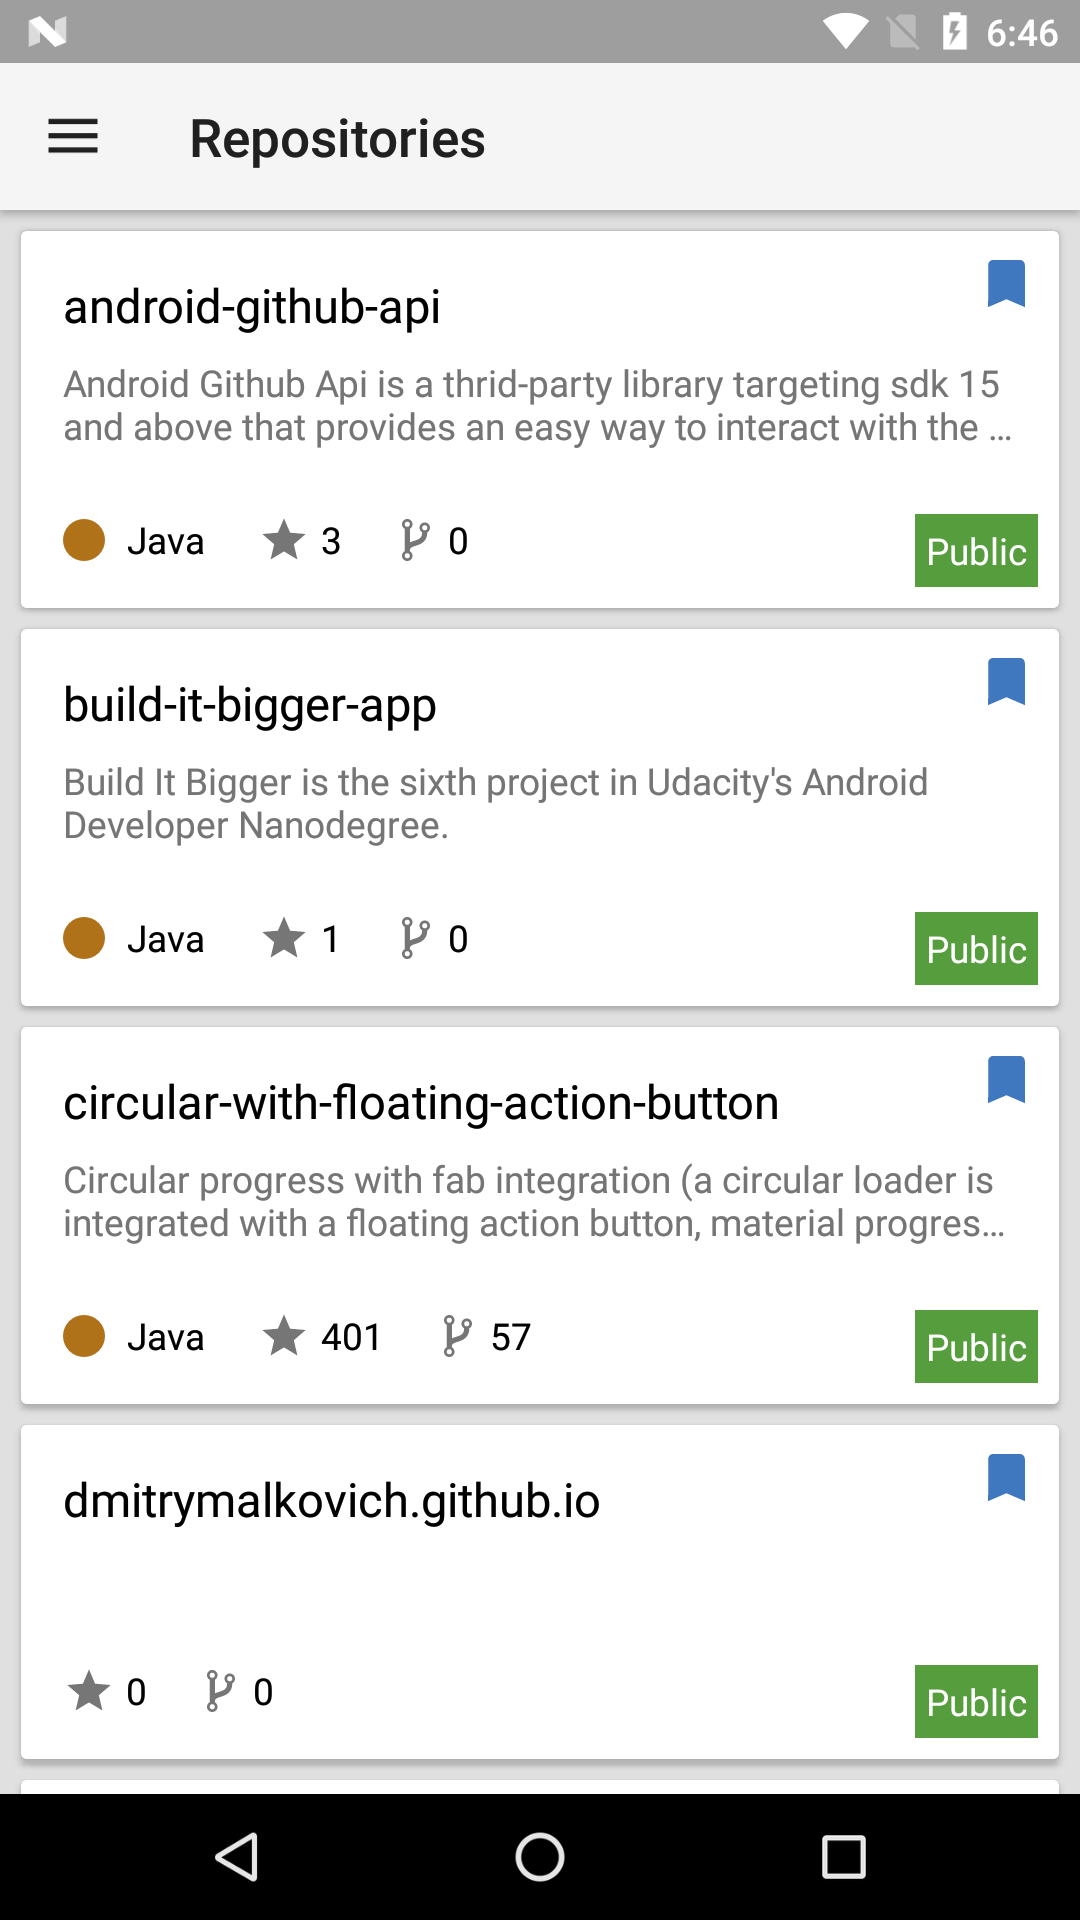 6:46
Repositories
android-github-api
Android Github Api is a thrid-party library targeting sdk 15
and above that provides an easy way to interact with the ...
Java 3 0 Public
build-it-bigger-app
Build It Bigger is the sixth project in Udacity's Android
Developer Nanodegree.
Java 1 0 Public
circular-with-floating-action-button
Circular progress with fab integration (a circular loader is
integrated with a floating action button, material progres...
Java 401 57 Public
dmitrymalkovich.github.io
0 0 Public